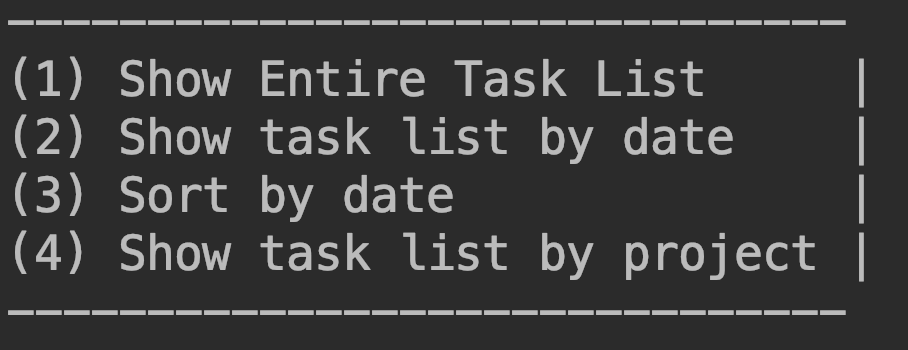 ------------------------------
(1) Show Entire Task List     |
(2) Show task list by date    |
(3) Sort by date              |
(4) Show task list by project |
------------------------------